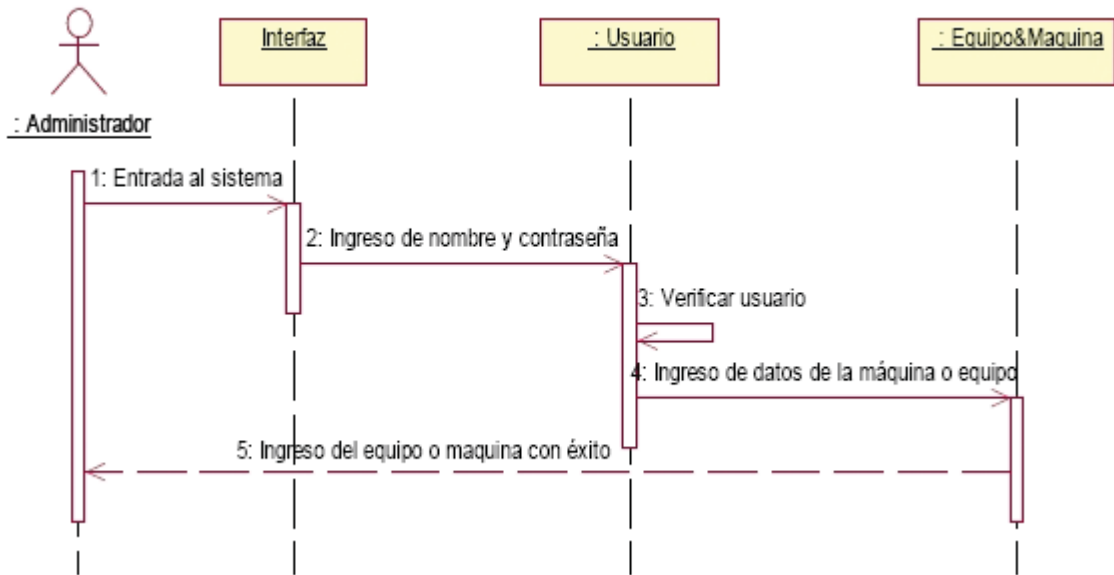 Interfaz
: Usuario
: Equipo&Maquina
: Administrador
1: Entrada al sistema
2: Ingreso de nombre y contraseña
3: Verificar usuario
4: Ingreso de datos de la máquina o equipo
5: Ingreso del equipo o maquina con éxito